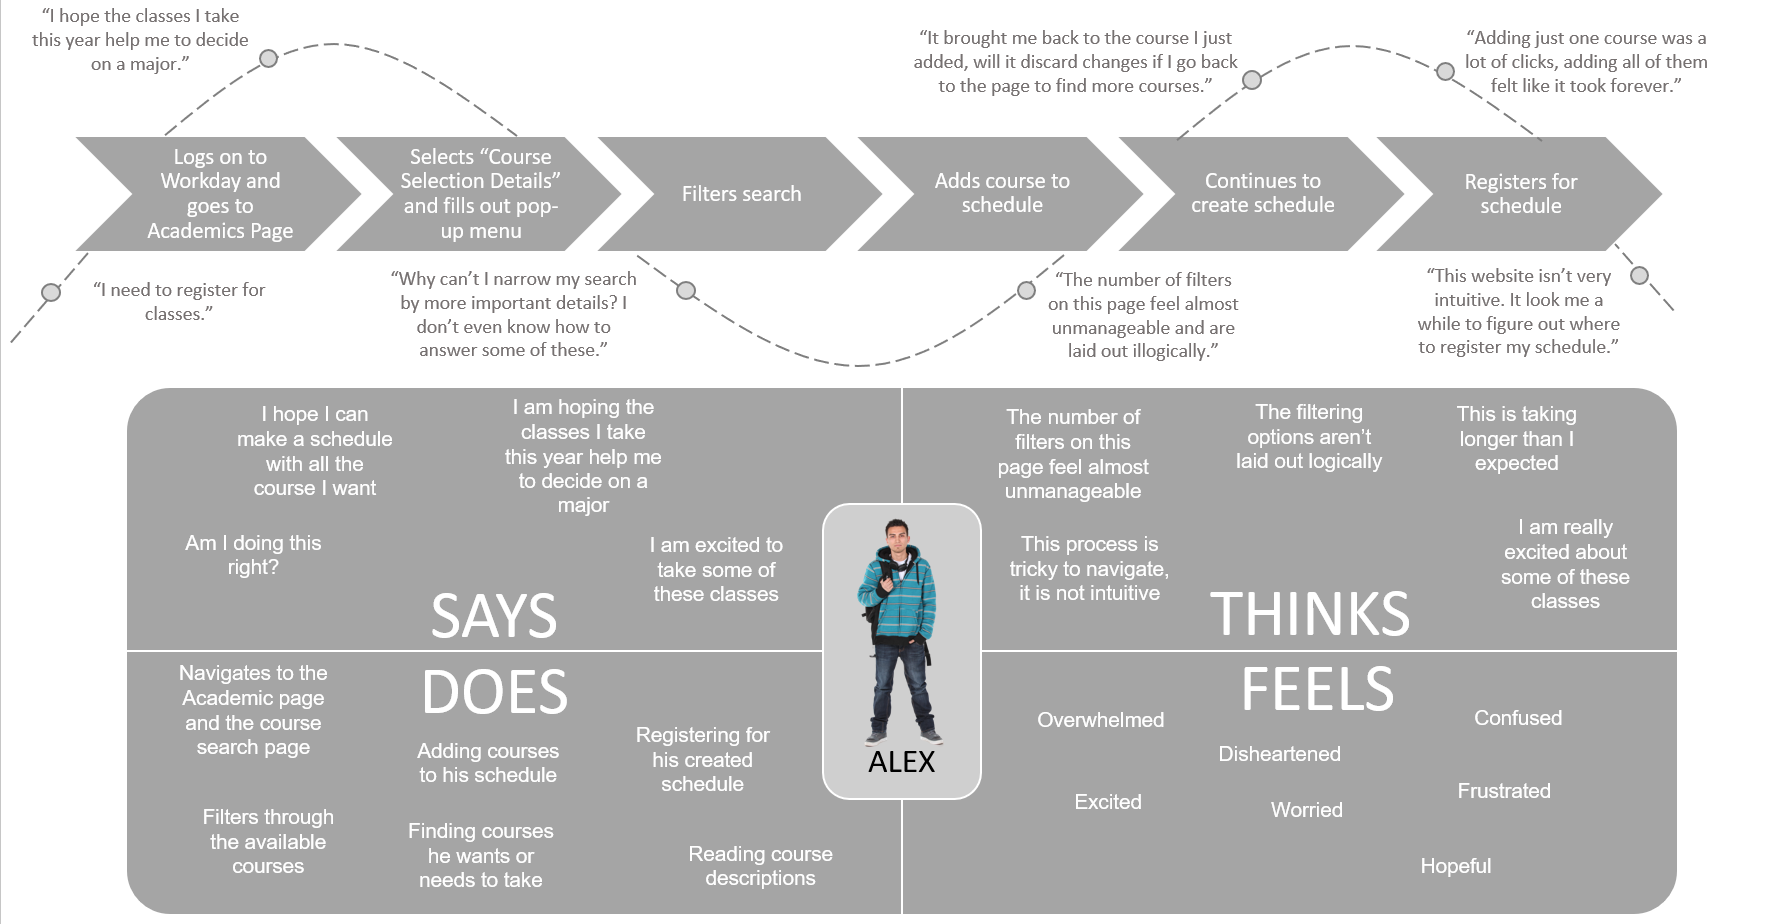 “I hope the classes I take
this year help me to decide
on a major.”
“It brought me back to the course I just
added, will it discard changes if I go back
to the page to find more courses.”
“Adding just one course was a
lot of clicks, adding all of them
felt like it took forever.”
Logs on to
Workday and
goes to
Academics Page
Selects “Course
Selection Details”
and fills out pop-
up menu
Filters search
Adds course to
schedule
Continues to
create schedule
Registers for
schedule
“I need to register for
classes.”
“Why can’t I narrow my search
by more important details? I
don’t even know how to
answer some of these.”
“The number of filters
on this page feel almost
unmanageable and are
laid out illogically.”
“This website isn’t very
intuitive. It look me a
while to figure out where
to register my schedule.”
I hope I can
make a schedule
with all the
course I want
I am hoping the
classes I take
this year help me
to decide on a
major
Am I doing this
right?
I am excited to
take some of
these classes
SAYS
The number of
filters on this
page feel almost
unmanageable
The filtering
options aren’t
laid out logically
This is taking
longer than I
expected
This process is
tricky to navigate,
it is not intuitive
I am really
excited about
some of these
classes
THINKS
Navigates to the
Academic page
and the course
search page
DOES
Adding courses
to his schedule
Registering for
his created
schedule
Filters through
the available
courses
Finding courses
he wants or
needs to take
Reading course
descriptions
ALEX
FEELS
Overwhelmed
Confused
Disheartened
Excited
Worried
Frustrated
Hopeful